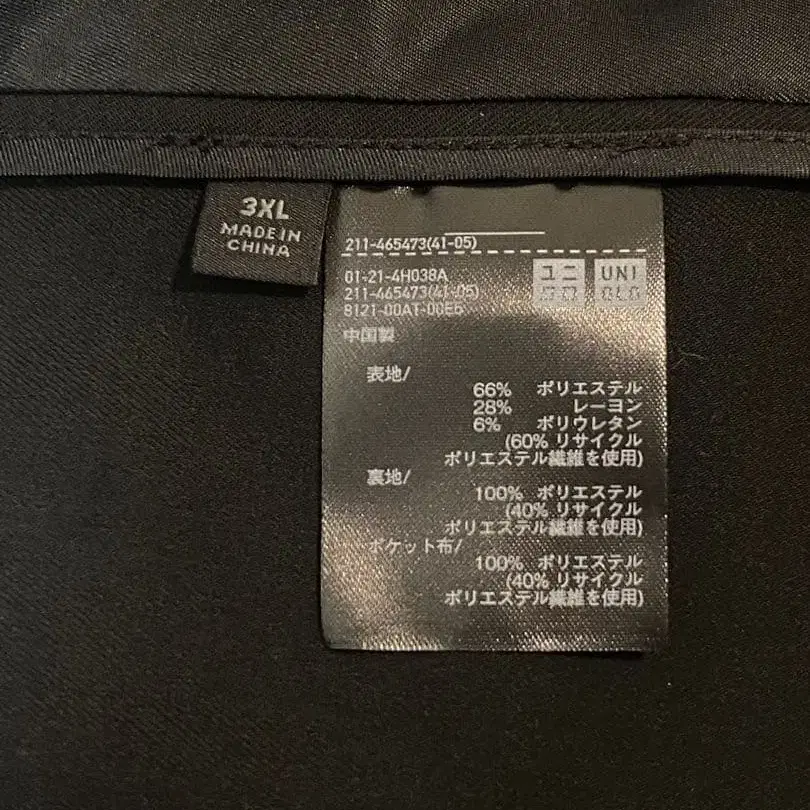 3XL
MADE IN
CHINA
211-465473(41-05)
01-21-4H038A
211-465473(41-05)
8121-00AT-00E5
ユニ
クロ
UNI
QLO
中国製
表地/
66% ポリエステル
28% レーヨン
6% ポリウレタン
(60% リサイクル
ポリエステル繊維を使用)
裏地/
100% ポリエステル
(40% リサイクル
ポリエステル繊維を使用)
ポケット布/
100% ポリエステル
(40% リサイクル
ポリエステル繊維を使用)